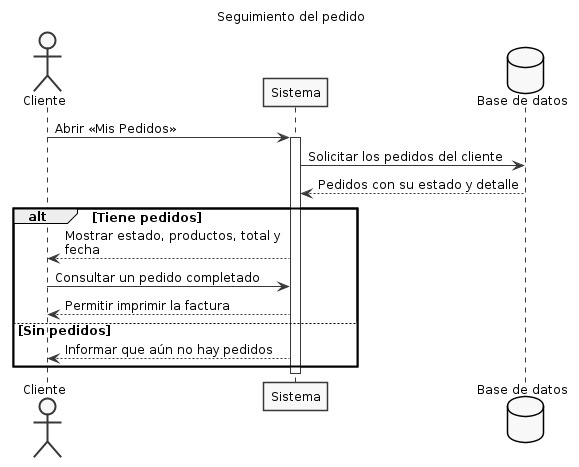 Seguimiento del pedido
Cliente
Sistema
Base de datos
Abrir «Mis Pedidos»
Solicitar los pedidos del cliente
Pedidos con su estado y detalle
alt
[Tiene pedidos]
Mostrar estado, productos, total y
fecha
Consultar un pedido completado
Permitir imprimir la factura
[Sin pedidos]
Informar que aún no hay pedidos
Cliente
Sistema
Base de datos